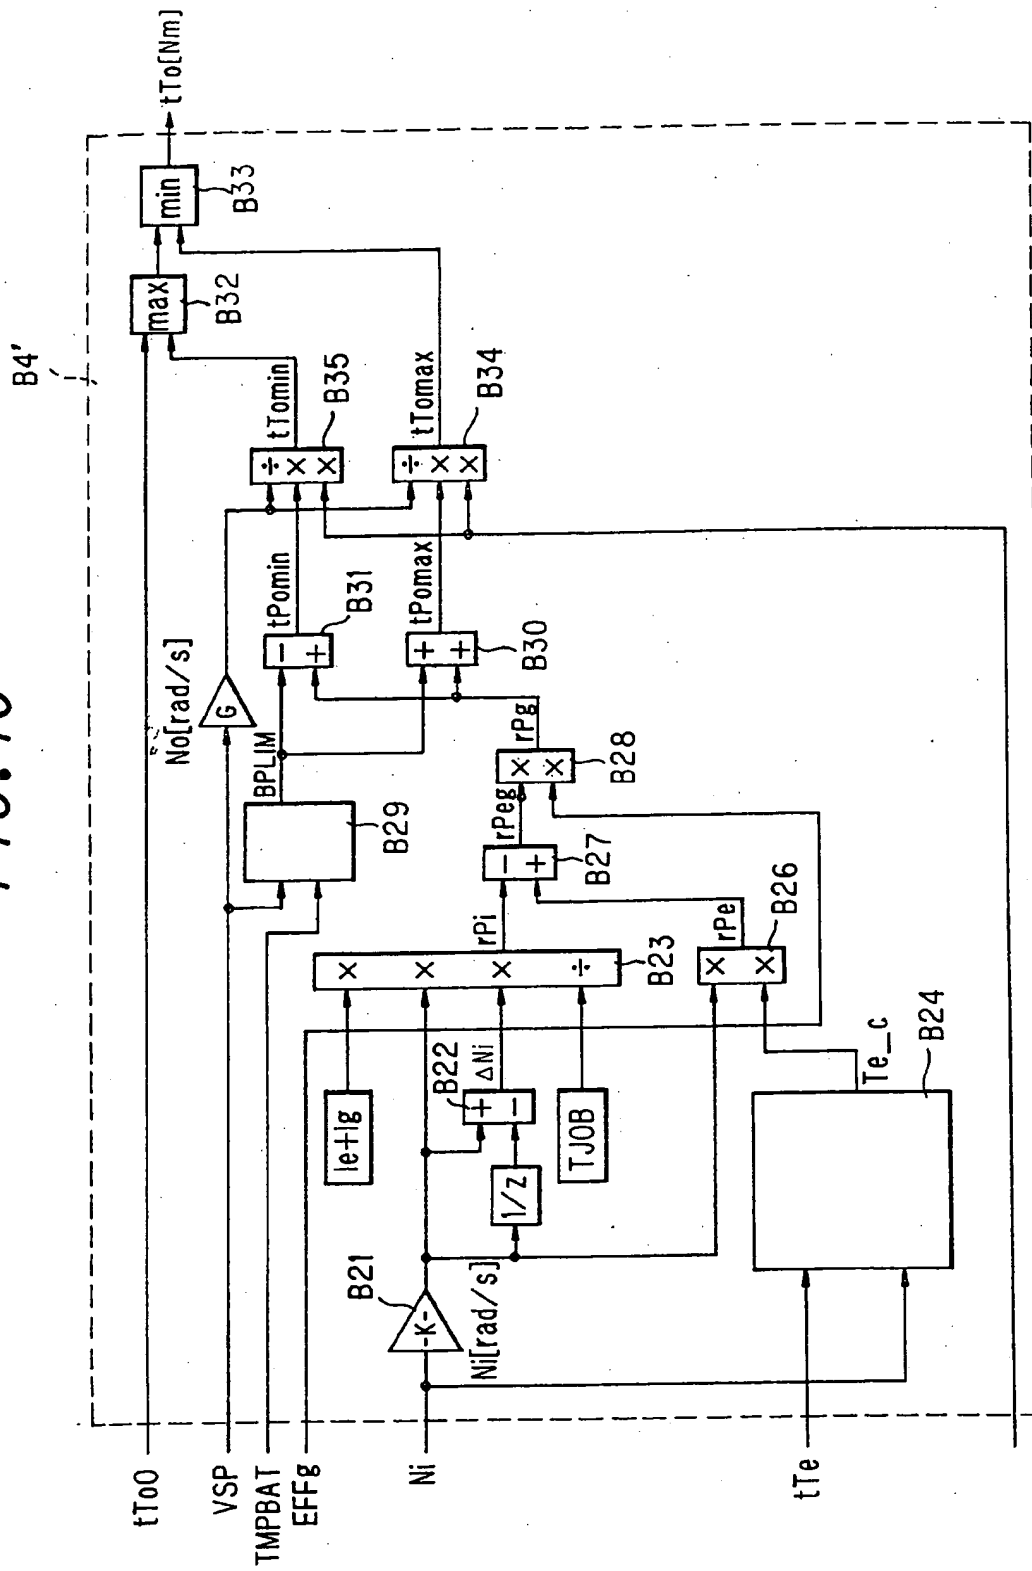 B4'
tTo0
VSP
TMPBAT
EFFg
Ni
tTe
No[rad/s]
G
BPLIM
B29
-
+
tPomin
B31
+
+
tPomax
B30
÷
×
×
tTomin
B35
÷
×
×
tTomax
B34
max
B32
min
B33
tTo[Nm]
B21
-K-
Ni[rad/s]
Ie+Ig
1/z
+
-
B22
ΔNi
TJOB
×
×
×
÷
rPi
B23
-
+
rPeg
B27
×
×
rPg
B28
×
×
rPe
B26
Te_c
B24